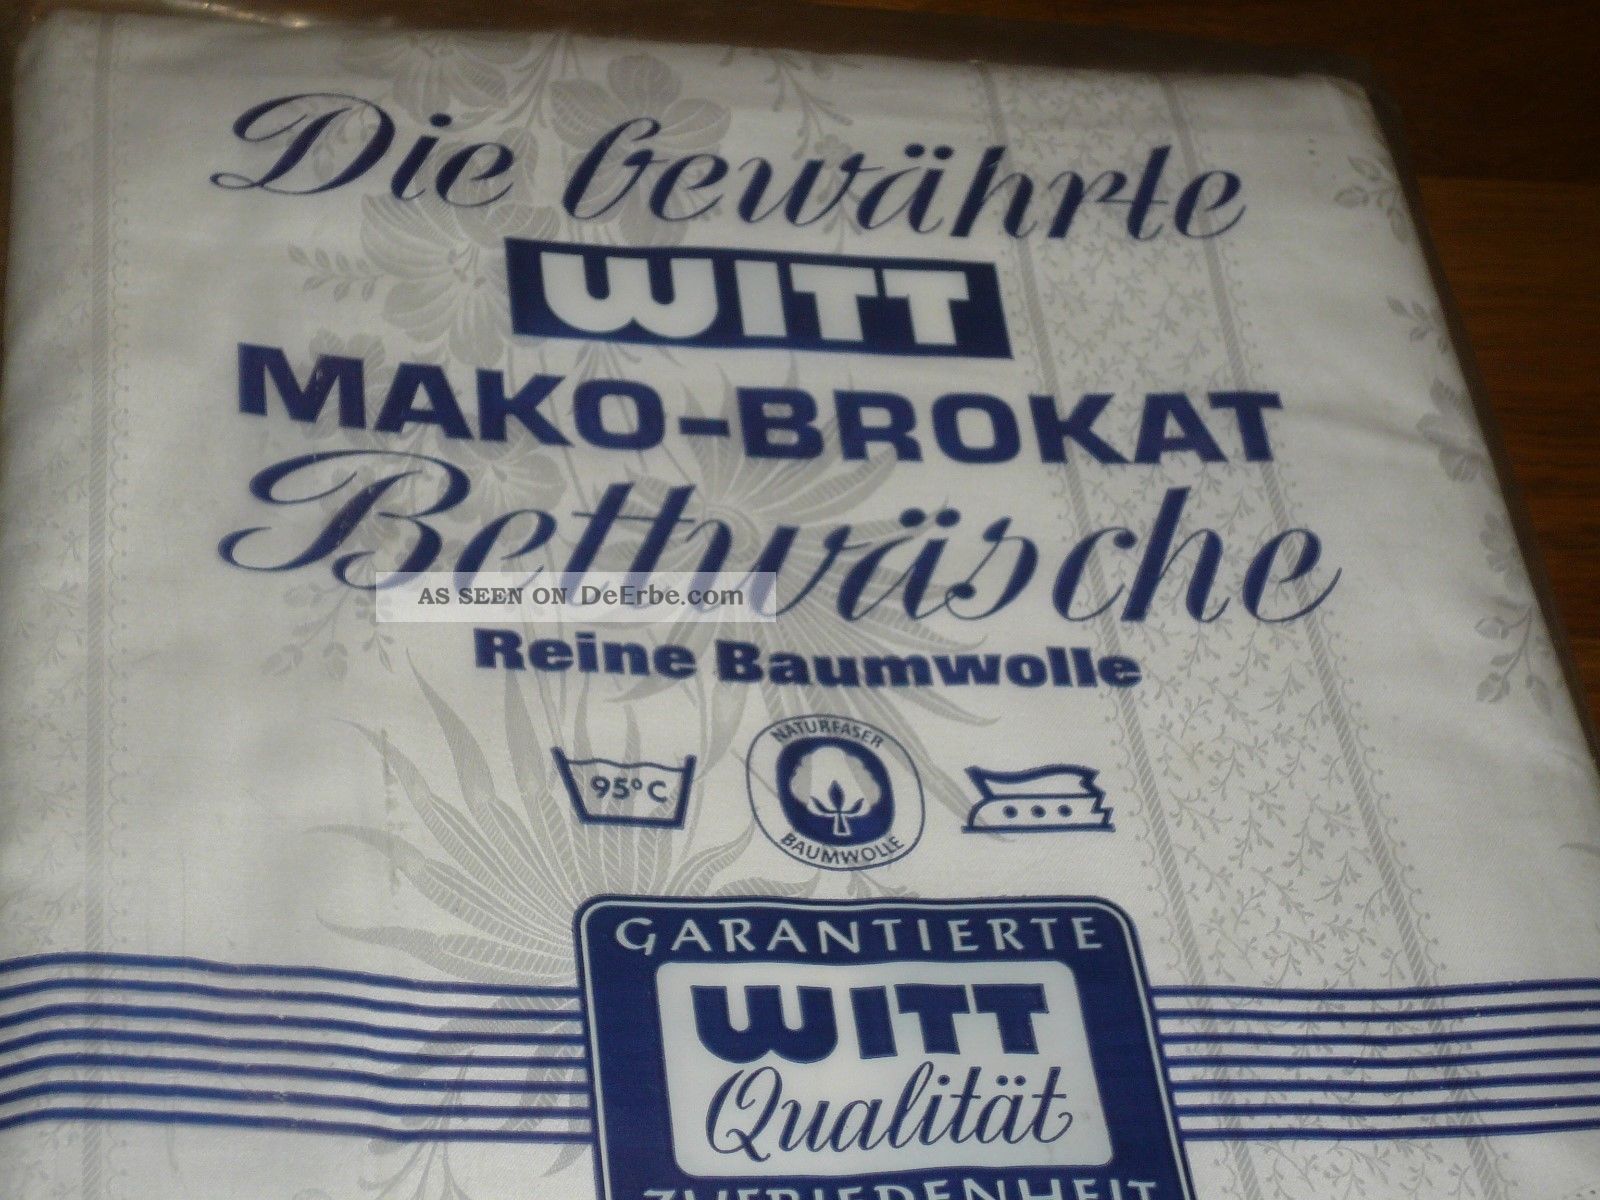 Die bewährte
WITT
MAKO-BROKAT
Bettwäsche
AS SEEN ON DeErbe.com
Reine Baumwolle
95°C
NATURFASER
BAUMWOLLE
GARANTIERTE
WITT
Qualität
ZUFRIEDENHEIT